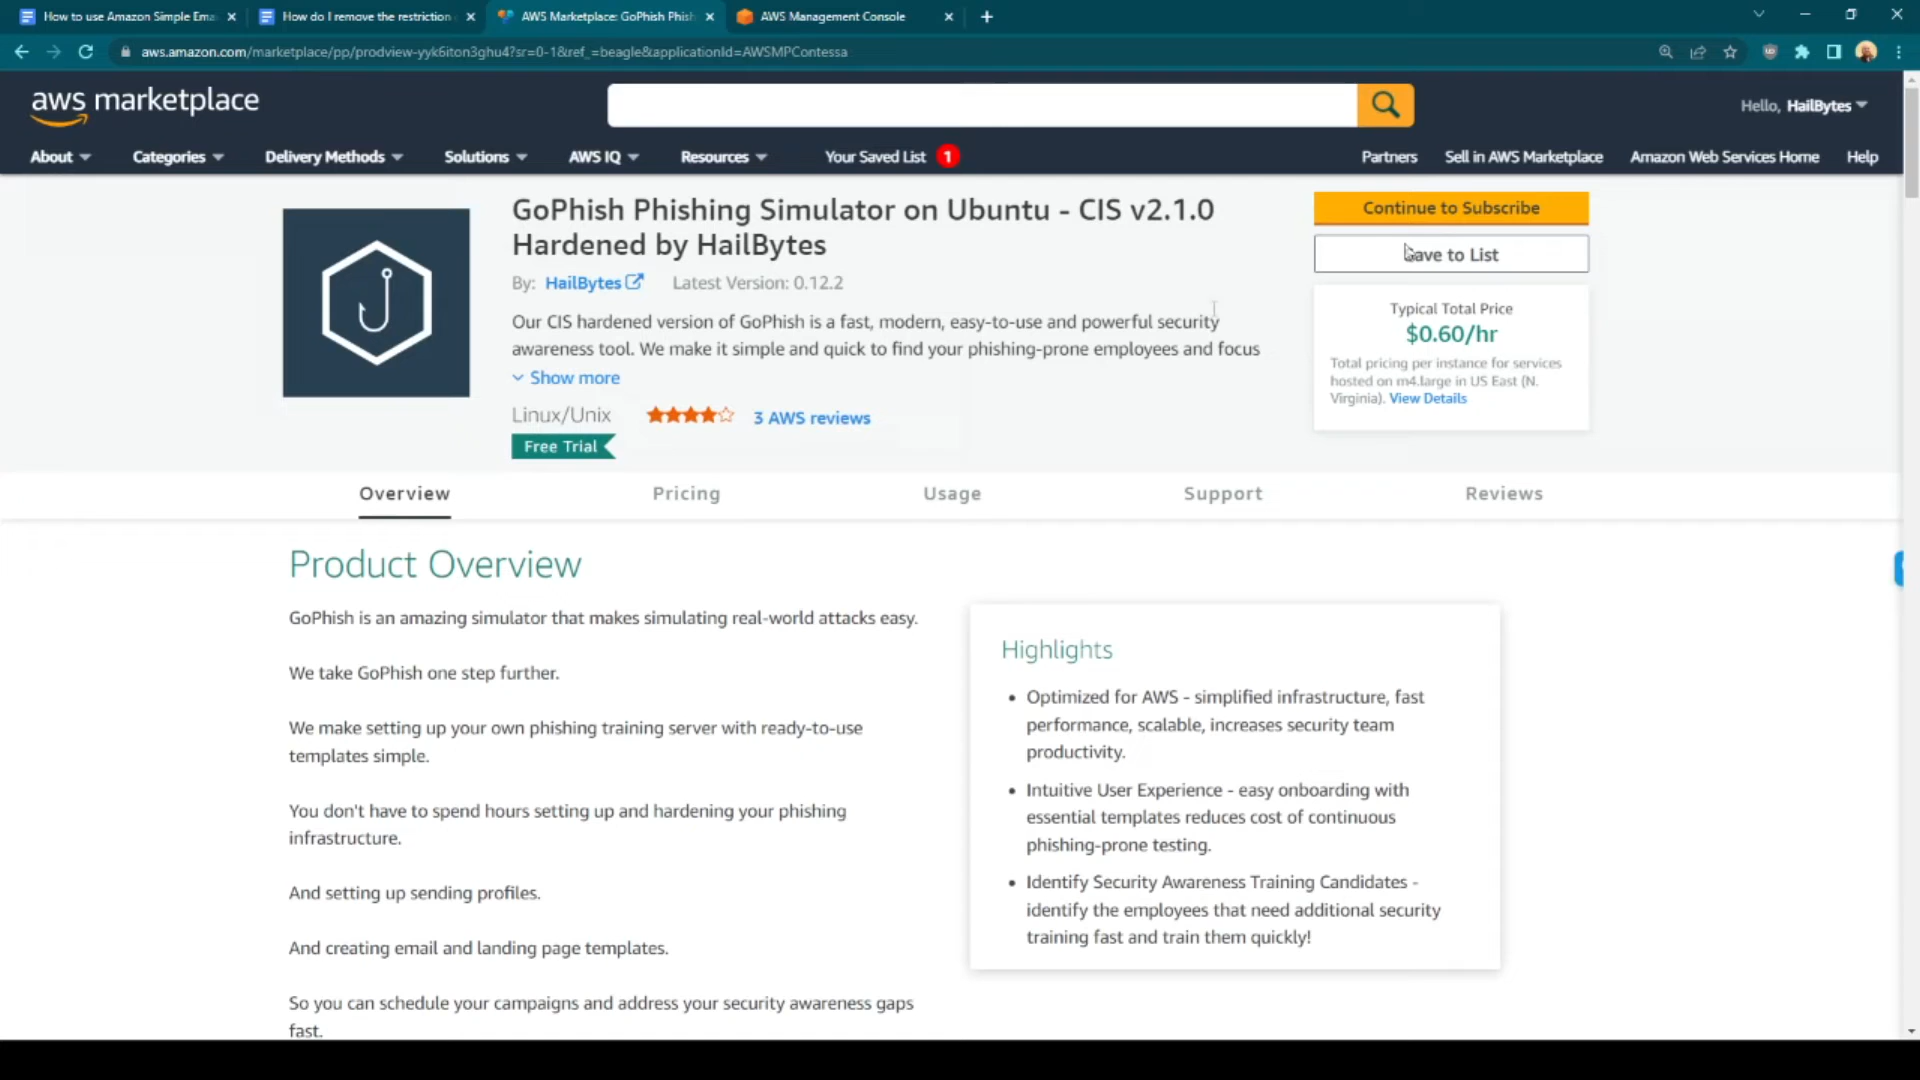 How to use Amazon Simple Ema
How do I remove the restriction
AWS Marketplace: GoPhish Phish
AWS Management Console
aws.amazon.com/marketplace/pp/prodview-yyk6iton3ghu4?sr=0-1&ref_=beagle&applicationId=AWSMPContessa
aws marketplace
Hello, HailBytes
About
Categories
Delivery Methods
Solutions
AWS IQ
Resources
Your Saved List 1
Partners
Sell in AWS Marketplace
Amazon Web Services Home
Help
GoPhish Phishing Simulator on Ubuntu - CIS v2.1.0
Hardened by HailBytes
By: HailBytes Latest Version: 0.12.2
Our CIS hardened version of GoPhish is a fast, modern, easy-to-use and powerful security
awareness tool. We make it simple and quick to find your phishing-prone employees and focus
Show more
Linux/Unix
3 AWS reviews
Free Trial
Continue to Subscribe
Save to List
Typical Total Price
$0.60/hr
Total pricing per instance for services
hosted on m4.large in US East (N.
Virginia). View Details
Overview
Pricing
Usage
Support
Reviews
Product Overview
GoPhish is an amazing simulator that makes simulating real-world attacks easy.
We take GoPhish one step further.
We make setting up your own phishing training server with ready-to-use
templates simple.
You don't have to spend hours setting up and hardening your phishing
infrastructure.
And setting up sending profiles.
And creating email and landing page templates.
So you can schedule your campaigns and address your security awareness gaps
fast.
Highlights
• Optimized for AWS - simplified infrastructure, fast
performance, scalable, increases security team
productivity.
• Intuitive User Experience - easy onboarding with
essential templates reduces cost of continuous
phishing-prone testing.
• Identify Security Awareness Training Candidates -
identify the employees that need additional security
training fast and train them quickly!